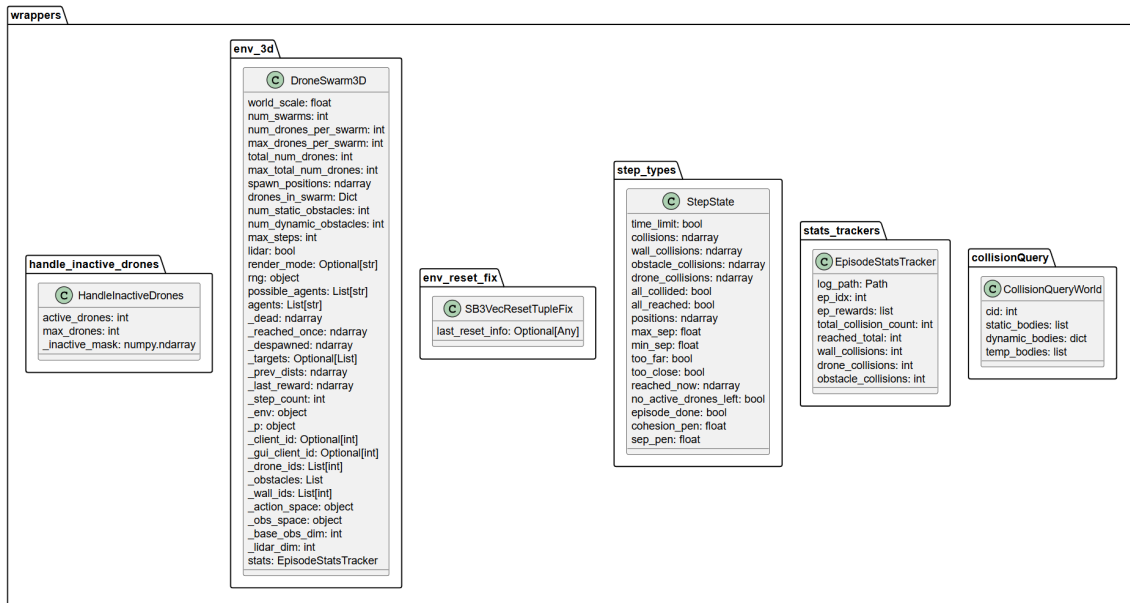 wrappers
handle_inactive_drones
C HandleInactiveDrones
active_drones: int
max_drones: int
_inactive_mask: numpy.ndarray
env_3d
C DroneSwarm3D
world_scale: float
num_swarms: int
num_drones_per_swarm: int
max_drones_per_swarm: int
total_num_drones: int
max_total_num_drones: int
spawn_positions: ndarray
drones_in_swarm: Dict
num_static_obstacles: int
num_dynamic_obstacles: int
max_steps: int
lidar: bool
render_mode: Optional[str]
rng: object
possible_agents: List[str]
agents: List[str]
_dead: ndarray
_reached_once: ndarray
_despawned: ndarray
_targets: Optional[List]
_prev_dists: ndarray
_last_reward: ndarray
_step_count: int
_env: object
_p: object
_client_id: Optional[int]
_gui_client_id: Optional[int]
_drone_ids: List[int]
_obstacles: List
_wall_ids: List[int]
_action_space: object
_obs_space: object
_base_obs_dim: int
_lidar_dim: int
stats: EpisodeStatsTracker
env_reset_fix
C SB3VecResetTupleFix
last_reset_info: Optional[Any]
step_types
C StepState
time_limit: bool
collisions: ndarray
wall_collisions: ndarray
obstacle_collisions: ndarray
drone_collisions: ndarray
all_collided: bool
all_reached: bool
positions: ndarray
max_sep: float
min_sep: float
too_far: bool
too_close: bool
reached_now: ndarray
no_active_drones_left: bool
episode_done: bool
cohesion_pen: float
sep_pen: float
stats_trackers
C EpisodeStatsTracker
log_path: Path
ep_idx: int
ep_rewards: list
total_collision_count: int
reached_total: int
wall_collisions: int
drone_collisions: int
obstacle_collisions: int
collisionQuery
C CollisionQueryWorld
cid: int
static_bodies: list
dynamic_bodies: dict
temp_bodies: list